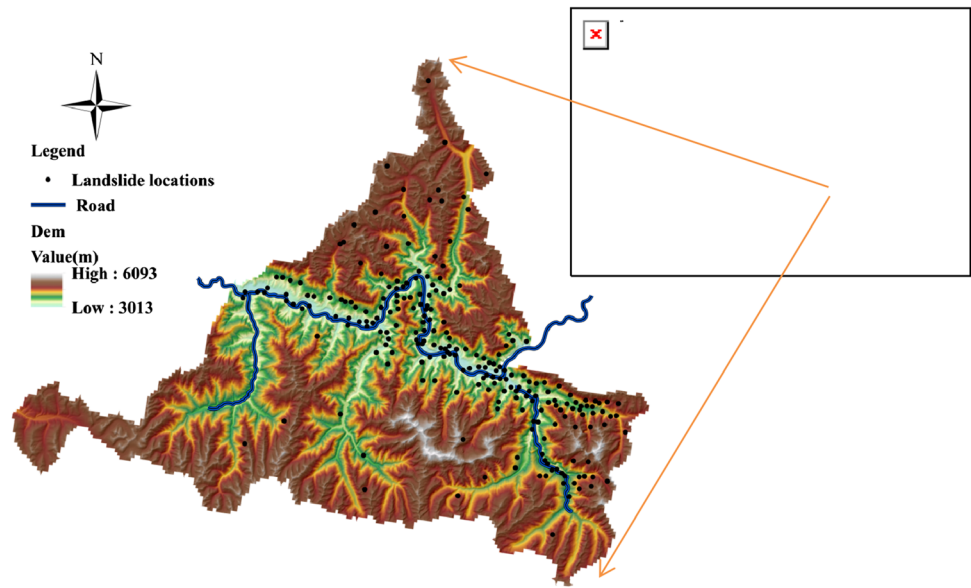 N
Legend
Landslide locations
Road
Dem
Value(m)
High : 6093
Low : 3013